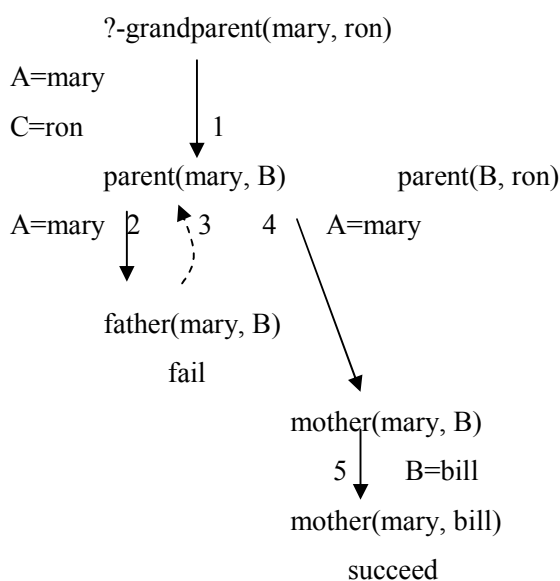 ?-grandparent(mary, ron)
A=mary
C=ron 1
parent(mary, B) parent(B, ron)
A=mary 2 3 4 A=mary
father(mary, B)
fail
mother(mary, B)
5 B=bill
mother(mary, bill)
succeed